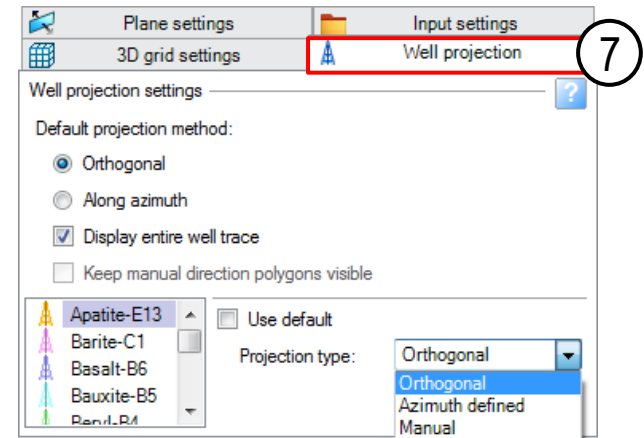 Plane settings
Input settings
3D grid settings
Well projection
7
Well projection settings
?
Default projection method:
Orthogonal
Along azimuth
Display entire well trace
Keep manual direction polygons visible
Apatite-E13
Barite-C1
Basalt-B6
Bauxite-B5
Beryl-B4
Use default
Projection type:
Orthogonal
Orthogonal
Azimuth defined
Manual